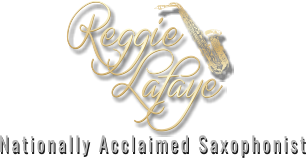 Reggie
Lafaye
Nationally Acclaimed Saxophonist